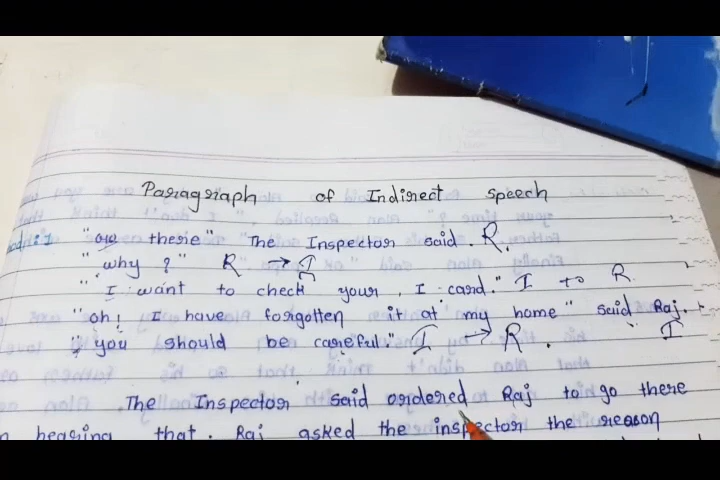 Paragraph of Indirect speech
"Go there" The Inspector said. R.
"why ?" R → I
"I want to check your, I card." I to R
"oh! I have forgotten it at my home" said Raj.
"you should be careful." I → R. I
The Inspector said ordered Raj to go there
hearing that. Raj asked the inspector the reason